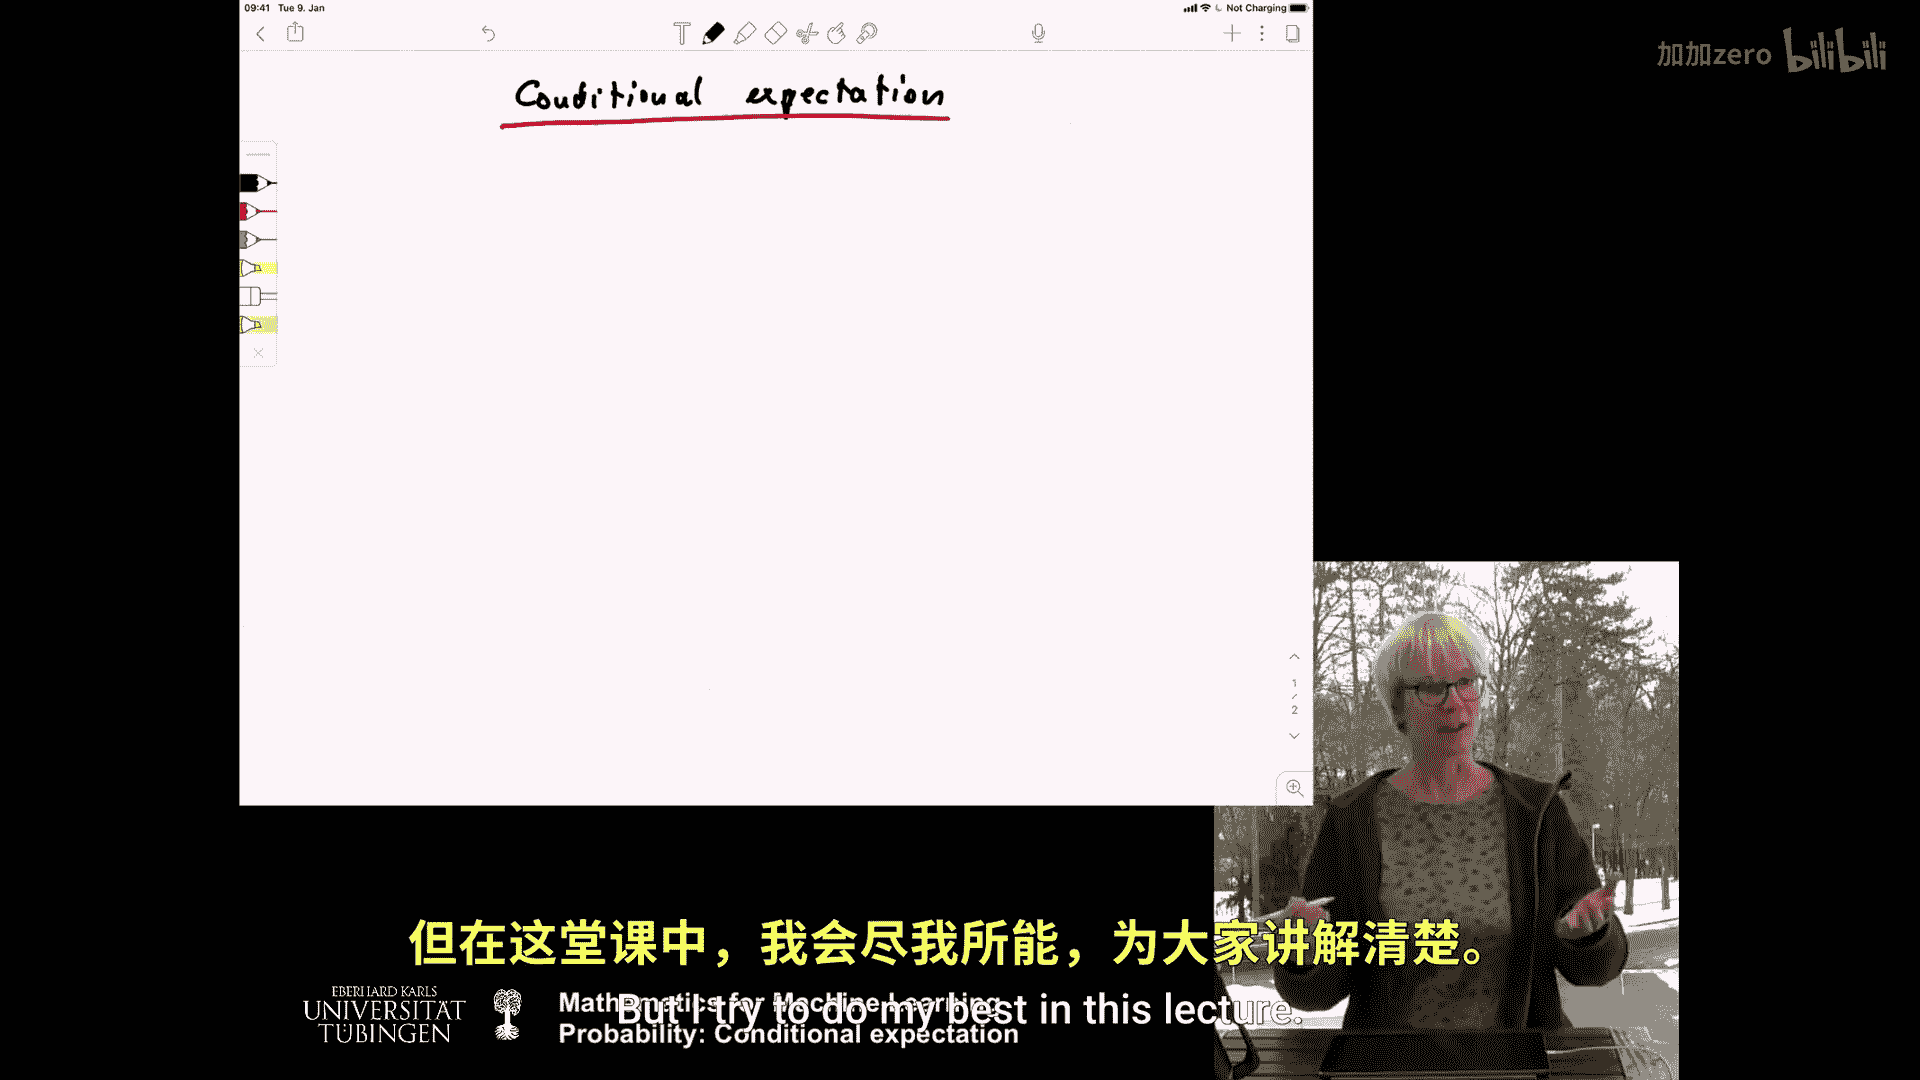 09:41 Tue 9. Jan
Not Charging
加加zero bilibili
T
Conditional expectation
1
2
但在这堂课中，我会尽我所能，为大家讲解清楚。
But I try to do my best in this lecture.
EBERHARD KARLS
UNIVERSITÄT
TÜBINGEN
Mathematics for Machine Learning
Probability: Conditional expectation